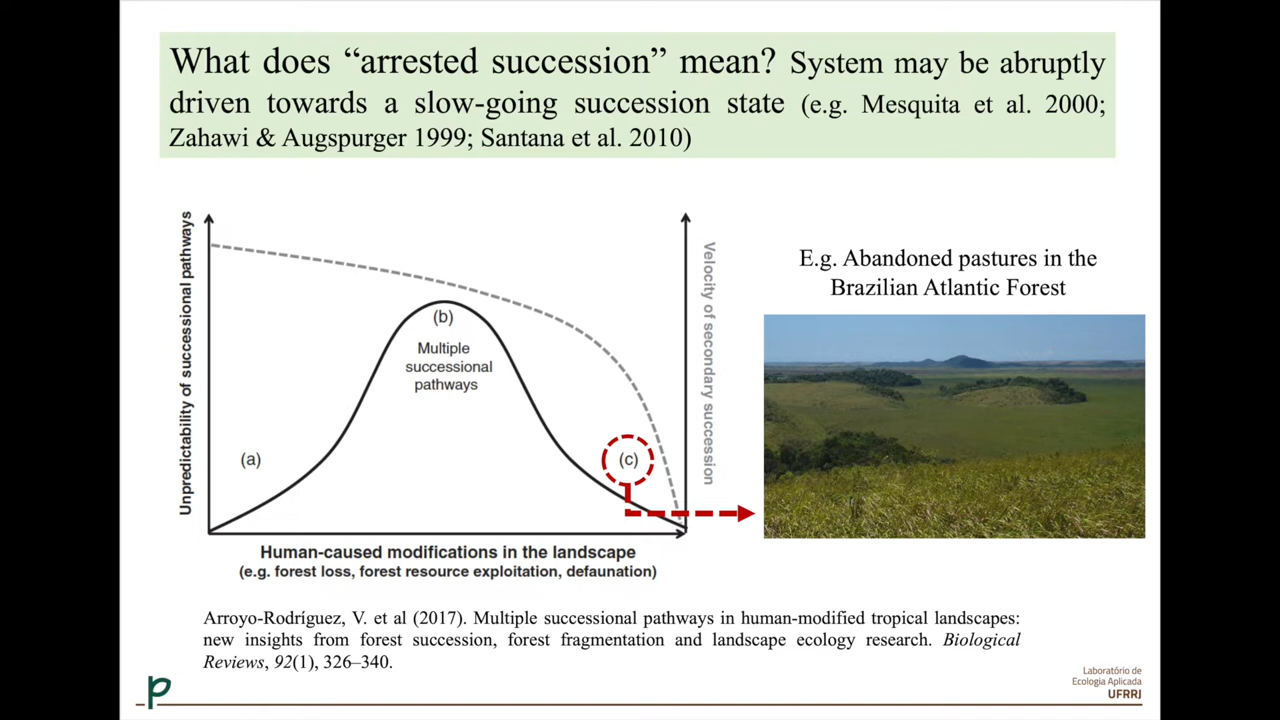 What does “arrested succession” mean? System may be abruptly
driven towards a slow-going succession state (e.g. Mesquita et al. 2000;
Zahawi & Augspurger 1999; Santana et al. 2010)
Unpredictability of successional pathways
(a)
(b)
Multiple
successional
pathways
(c)
Velocity of secondary succession
Human-caused modifications in the landscape
(e.g. forest loss, forest resource exploitation, defaunation)
E.g. Abandoned pastures in the
Brazilian Atlantic Forest
Arroyo-Rodríguez, V. et al (2017). Multiple successional pathways in human-modified tropical landscapes:
new insights from forest succession, forest fragmentation and landscape ecology research. Biological
Reviews, 92(1), 326–340.
Laboratório de
Ecologia Aplicada
UFRRJ